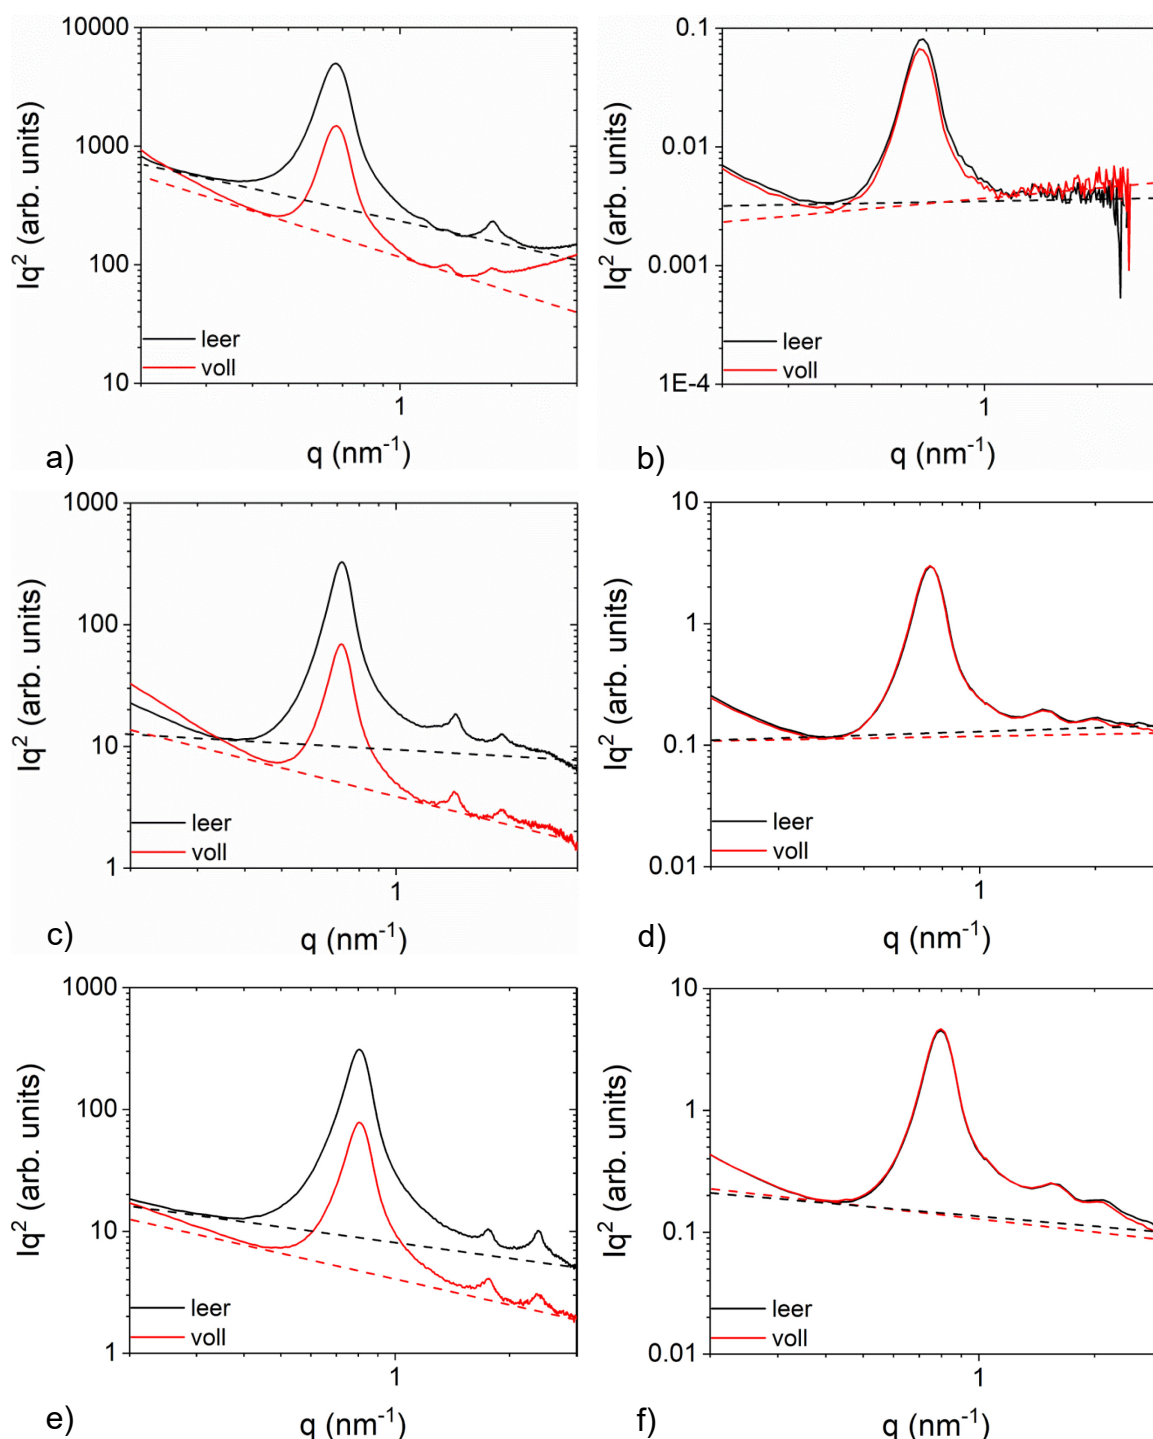 10000
1000
100
10
Iq² (arb. units)
leer
voll
1
q (nm⁻¹)
a)
0.1
0.01
0.001
1E-4
Iq² (arb. units)
leer
voll
1
q (nm⁻¹)
b)
1000
100
10
1
Iq² (arb. units)
leer
voll
1
q (nm⁻¹)
c)
10
1
0.1
0.01
Iq² (arb. units)
leer
voll
1
q (nm⁻¹)
d)
1000
100
10
1
Iq² (arb. units)
leer
voll
1
q (nm⁻¹)
e)
10
1
0.1
0.01
Iq² (arb. units)
leer
voll
1
q (nm⁻¹)
f)